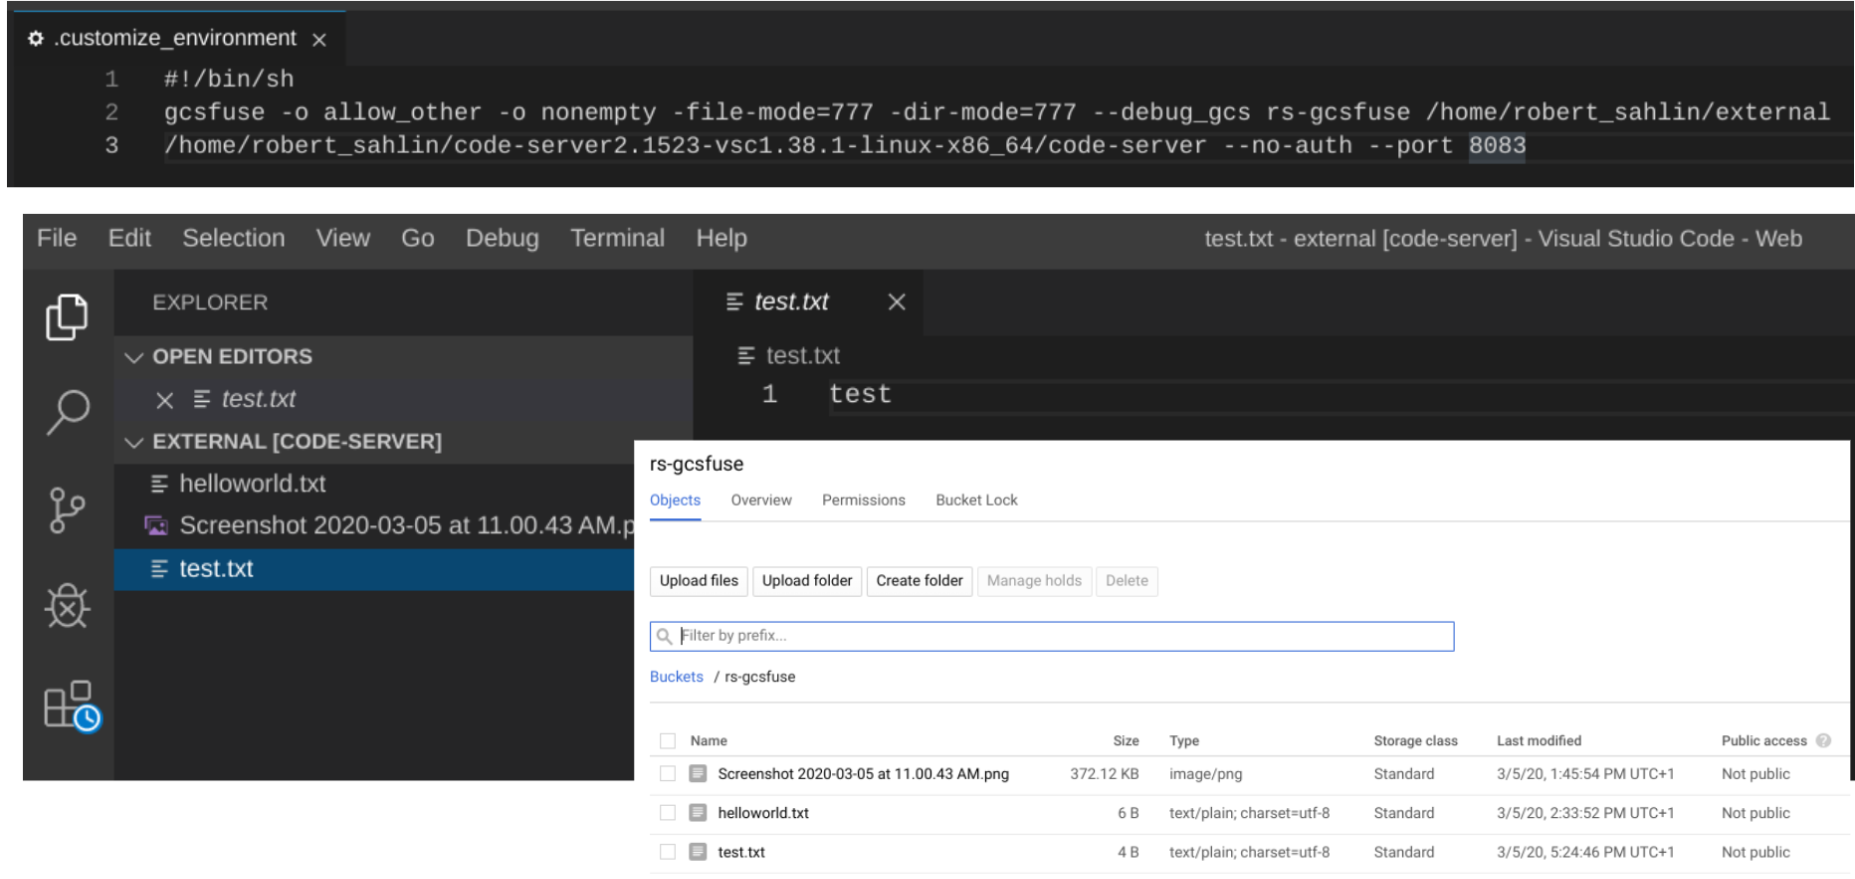 .customize_environment
1 #!/bin/sh
2 gcsfuse -o allow_other -o nonempty -file-mode=777 -dir-mode=777 --debug_gcs rs-gcsfuse /home/robert_sahlin/external
3 /home/robert_sahlin/code-server2.1523-vsc1.38.1-linux-x86_64/code-server --no-auth --port 8083
File Edit Selection View Go Debug Terminal Help test.txt - external [code-server] - Visual Studio Code - Web
EXPLORER
OPEN EDITORS
test.txt
EXTERNAL [CODE-SERVER]
helloworld.txt
Screenshot 2020-03-05 at 11.00.43 AM.p
test.txt
test.txt
test.txt
1 test
rs-gcsfuse
Objects Overview Permissions Bucket Lock
Upload files Upload folder Create folder Manage holds Delete
Filter by prefix...
Buckets / rs-gcsfuse
Name Size Type Storage class Last modified Public access
Screenshot 2020-03-05 at 11.00.43 AM.png 372.12 KB image/png Standard 3/5/20, 1:45:54 PM UTC+1 Not public
helloworld.txt 6 B text/plain; charset=utf-8 Standard 3/5/20, 2:33:52 PM UTC+1 Not public
test.txt 4 B text/plain; charset=utf-8 Standard 3/5/20, 5:24:46 PM UTC+1 Not public